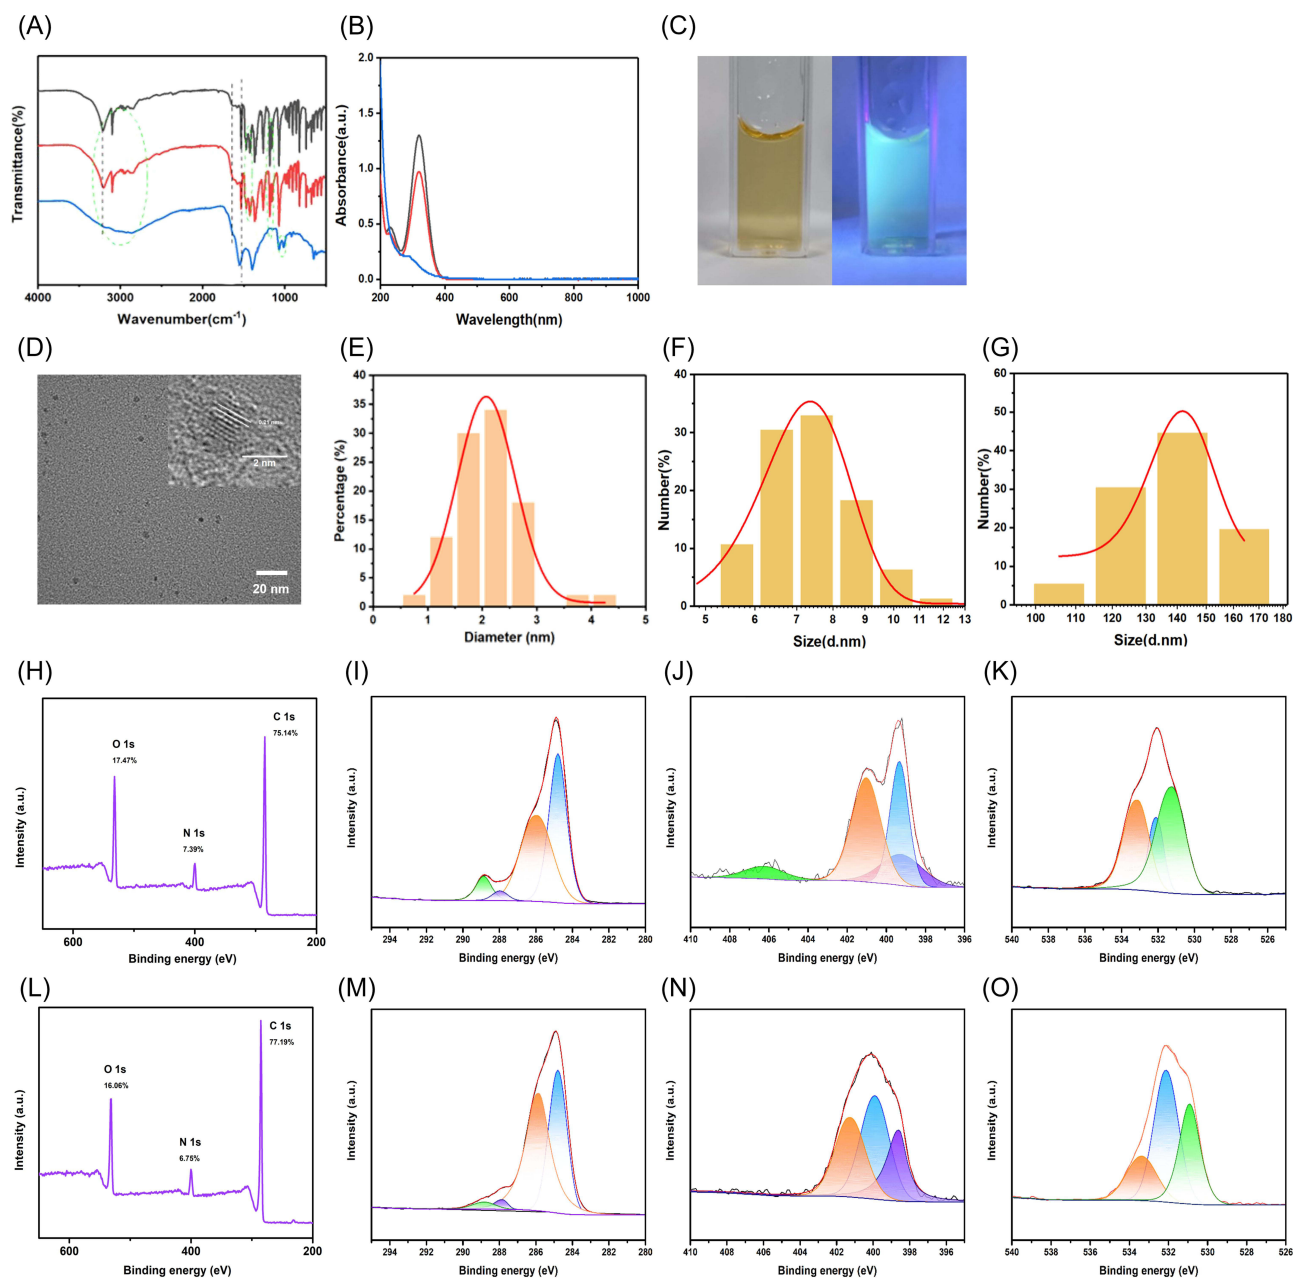 (A)
Transmittance(%)
4000 3000 2000 1000
Wavenumber(cm⁻¹)
(B)
Absorbance(a.u.)
2.0
1.5
1.0
0.5
0.0
200 400 600 800 1000
Wavelength(nm)
(C)
(D)
0.21 nm
2 nm
20 nm
(E)
Percentage (%)
40
35
30
25
20
15
10
5
0
0 1 2 3 4 5
Diameter (nm)
(F)
Number(%)
40
30
20
10
0
5 6 7 8 9 10 11 12 13
Size(d.nm)
(G)
Number(%)
60
50
40
30
20
10
0
100 110 120 130 140 150 160 170 180
Size(d.nm)
(H)
Intensity (a.u.)
C 1s
75.14%
O 1s
17.47%
N 1s
7.39%
600 400 200
Binding energy (eV)
(I)
Intensity (a.u.)
294 292 290 288 286 284 282 280
Binding energy (eV)
(J)
Intensity (a.u.)
410 408 406 404 402 400 398 396
Binding energy (eV)
(K)
Intensity (a.u.)
540 538 536 534 532 530 528 526
Binding energy (eV)
(L)
Intensity (a.u.)
C 1s
77.19%
O 1s
16.06%
N 1s
6.75%
600 400 200
Binding energy (eV)
(M)
Intensity (a.u.)
294 292 290 288 286 284 282 280
Binding energy (eV)
(N)
Intensity (a.u.)
410 408 406 404 402 400 398 396
Binding energy (eV)
(O)
Intensity (a.u.)
540 538 536 534 532 530 528 526
Binding energy (eV)